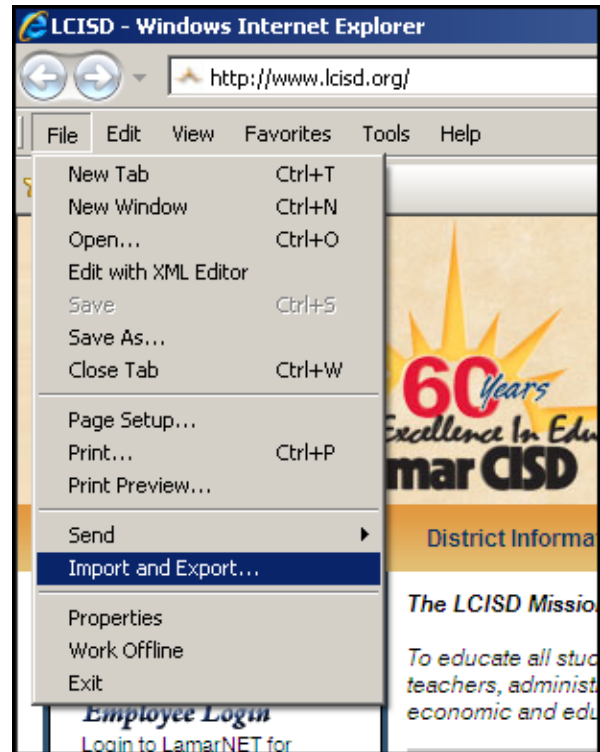 LCISD - Windows Internet Explorer
http://www.lcisd.org/
File Edit View Favorites Tools Help
New Tab Ctrl+T
New Window Ctrl+N
Open... Ctrl+O
Edit with XML Editor
Save Ctrl+S
Save As...
Close Tab Ctrl+W
Page Setup...
Print... Ctrl+P
Print Preview...
Send
Import and Export...
Properties
Work Offline
Exit
60 Years
Excellence In Edu
mar CISD
District Informa
The LCISD Missio
To educate all stud
teachers, administ
economic and edu
Employee Login
Login to LamarNET for